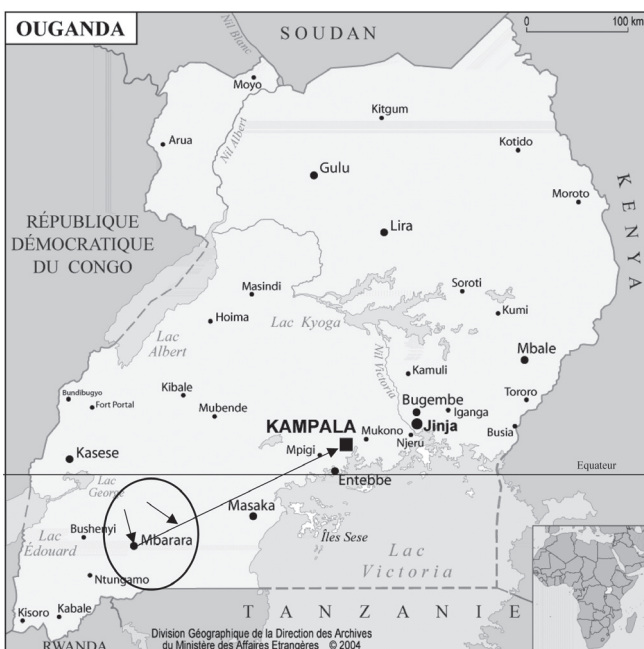 OUGANDA
SOUDAN
0
100 km
Nil Blanc
Moyo
Kitgum
Arua
Nil Albert
Kotido
Gulu
Moroto
KENYA
RÉPUBLIQUE
DÉMOCRATIQUE
DU CONGO
Lira
Masindi
Soroti
Hoima
Lac Kyoga
Kumi
Lac
Albert
Nil Victoria
Mbale
Kamuli
Bundibugyo
Fort Portal
Kibale
Mubende
Tororo
Bugembe
Iganga
KAMPALA
Jinja
Mukono
Njeru
Busia
Mpigi
Kasese
Equateur
Entebbe
Lac
George
Masaka
Bushenyi
Mbarara
Îles Sese
Lac
Édouard
Lac
Victoria
Ntungamo
Kisoro
Kabale
TANZANIE
RWANDA
Division Géographique de la Direction des Archives
du Ministère des Affaires Etrangères © 2004